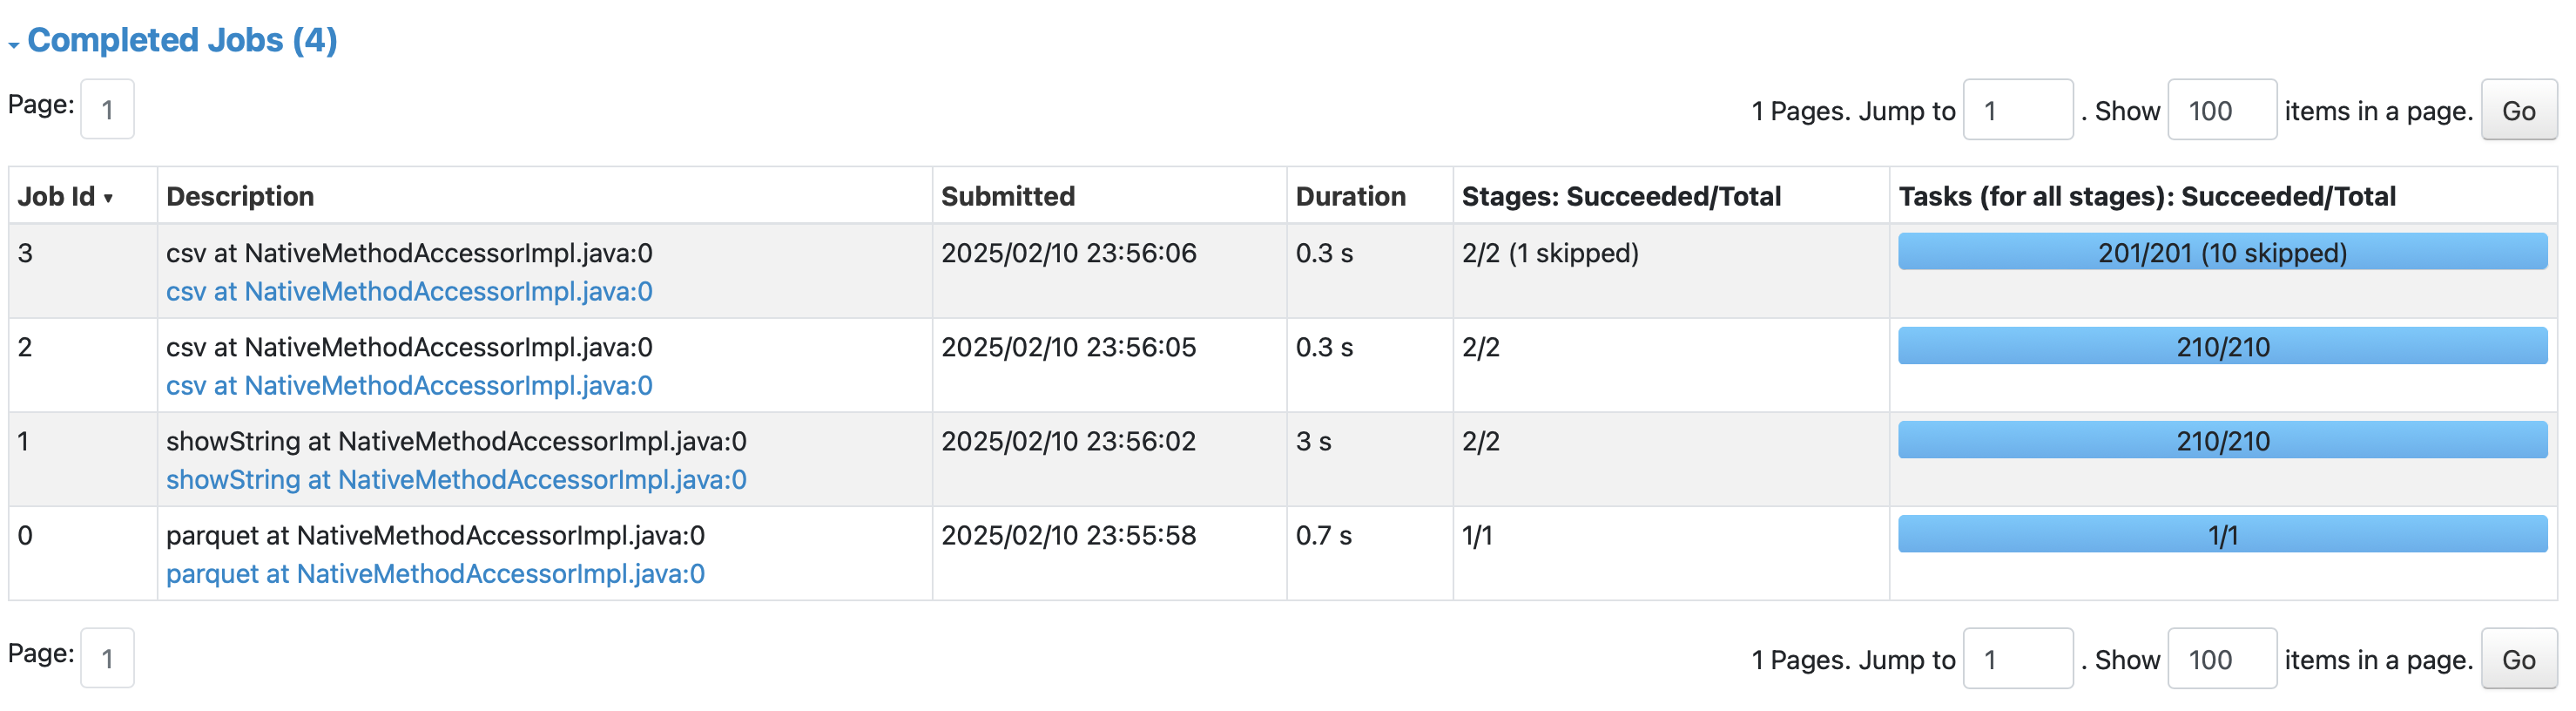 Completed Jobs (4)
Page: 1
1 Pages. Jump to 1 . Show 100 items in a page. Go
Job Id ▾ Description Submitted Duration Stages: Succeeded/Total Tasks (for all stages): Succeeded/Total
3 csv at NativeMethodAccessorImpl.java:0 2025/02/10 23:56:06 0.3 s 2/2 (1 skipped) 201/201 (10 skipped)
csv at NativeMethodAccessorImpl.java:0
2 csv at NativeMethodAccessorImpl.java:0 2025/02/10 23:56:05 0.3 s 2/2 210/210
csv at NativeMethodAccessorImpl.java:0
1 showString at NativeMethodAccessorImpl.java:0 2025/02/10 23:56:02 3 s 2/2 210/210
showString at NativeMethodAccessorImpl.java:0
0 parquet at NativeMethodAccessorImpl.java:0 2025/02/10 23:55:58 0.7 s 1/1 1/1
parquet at NativeMethodAccessorImpl.java:0
Page: 1
1 Pages. Jump to 1 . Show 100 items in a page. Go